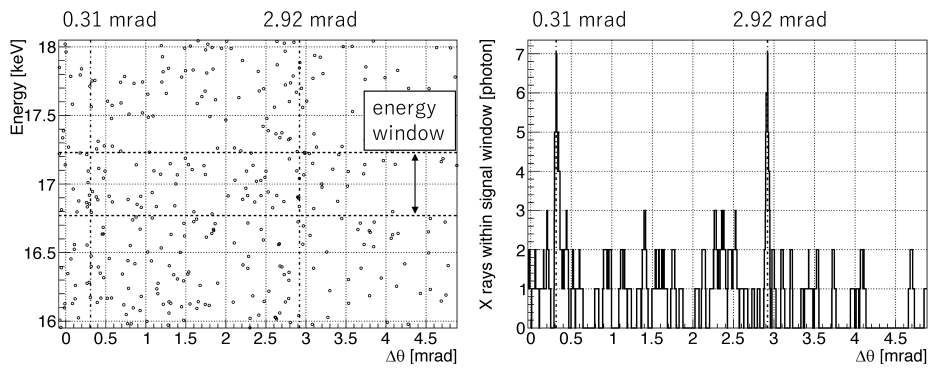 0.31 mrad
2.92 mrad
Energy [keV]
18
17.5
17
16.5
16
energy
window
0 0.5 1 1.5 2 2.5 3 3.5 4 4.5
Δθ [mrad]
0.31 mrad
2.92 mrad
X rays within signal window [photon]
7
6
5
4
3
2
1
0
0 0.5 1 1.5 2 2.5 3 3.5 4 4.5
Δθ [mrad]